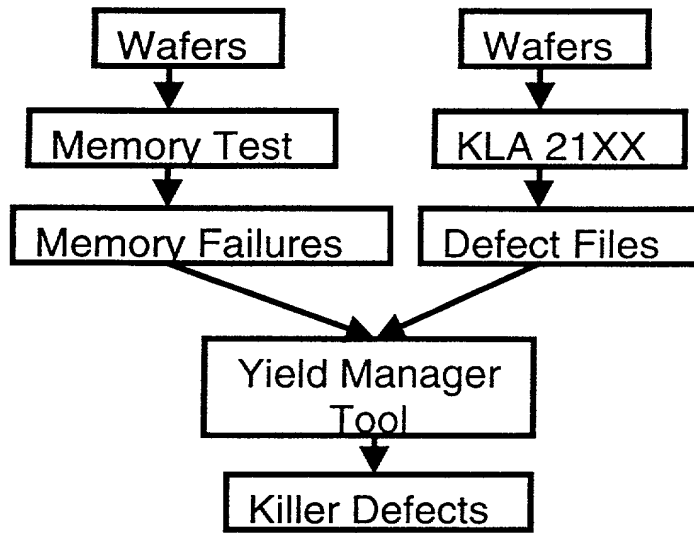 Wafers
Wafers
Memory Test
KLA 21XX
Memory Failures
Defect Files
Yield Manager
Tool
Killer Defects